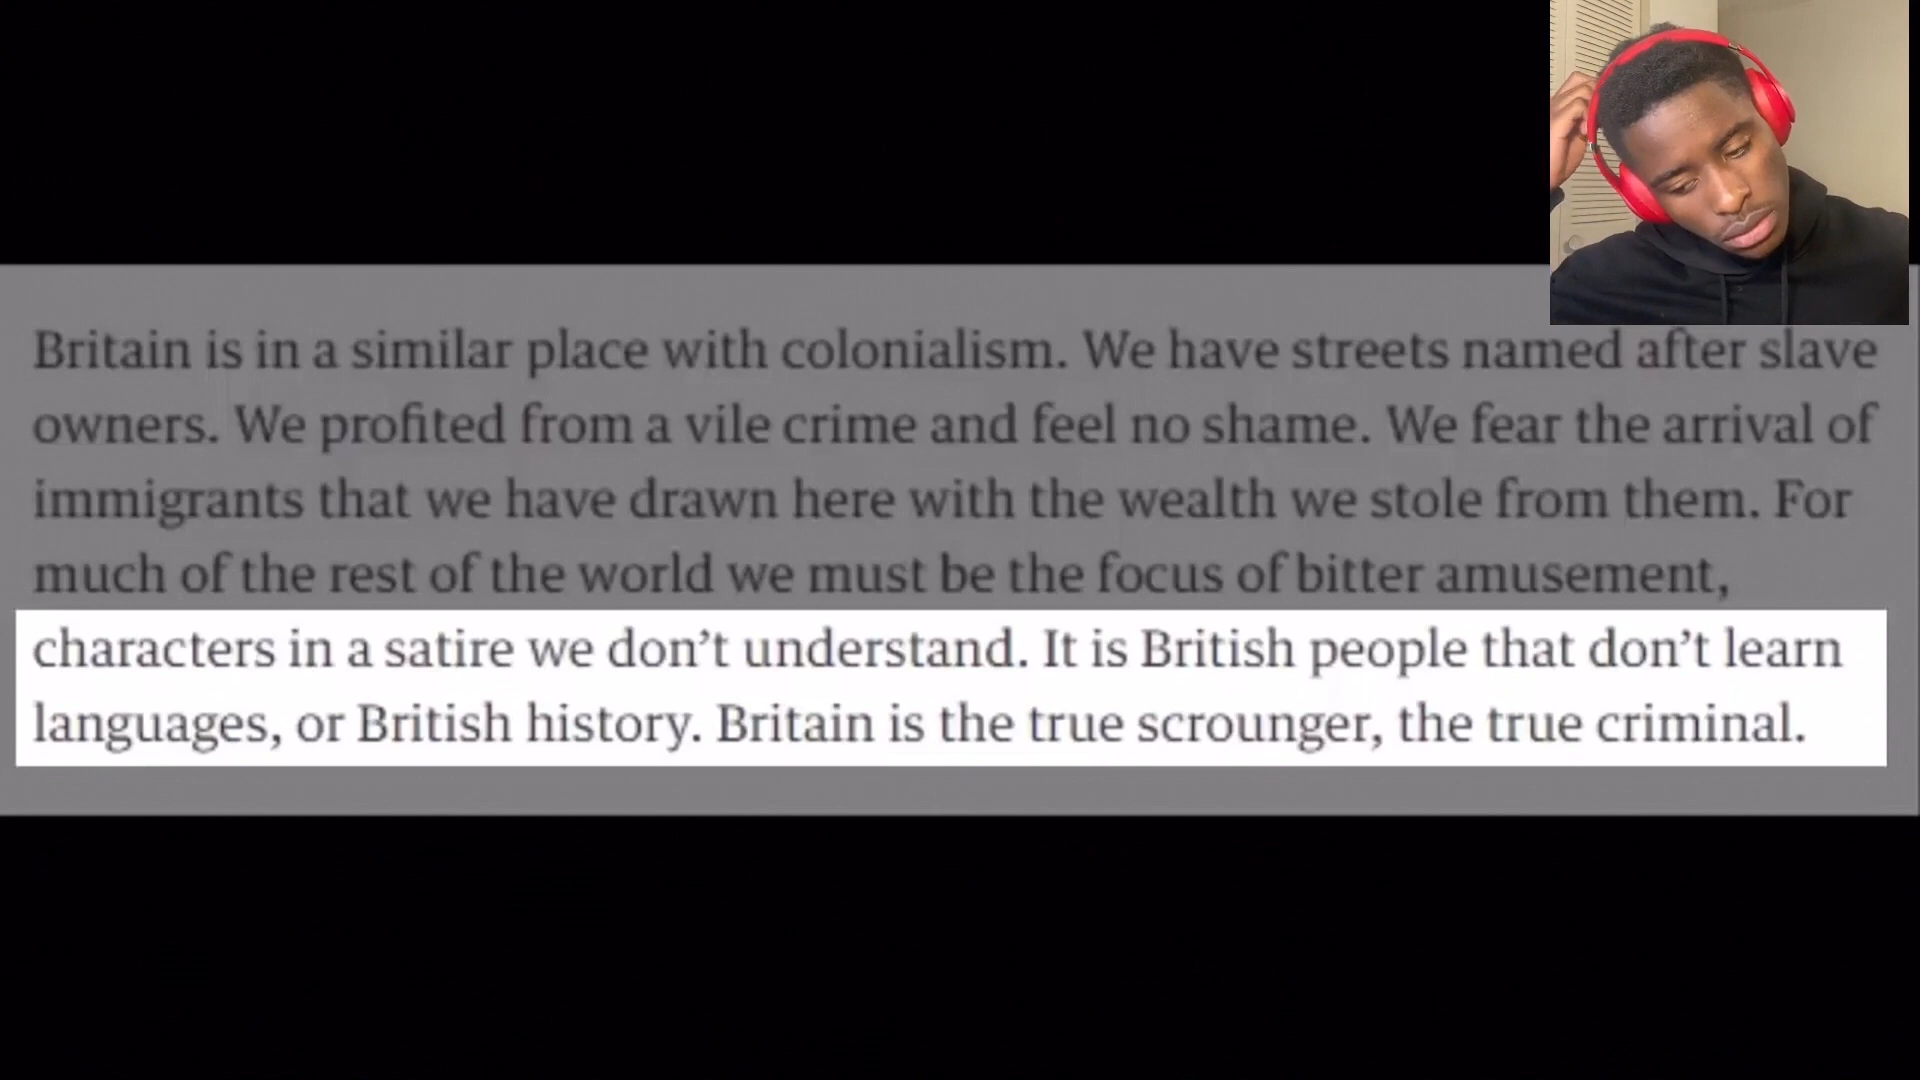 Britain is in a similar place with colonialism. We have streets named after slave
owners. We profited from a vile crime and feel no shame. We fear the arrival of
immigrants that we have drawn here with the wealth we stole from them. For
much of the rest of the world we must be the focus of bitter amusement,
characters in a satire we don’t understand. It is British people that don’t learn
languages, or British history. Britain is the true scrounger, the true criminal.